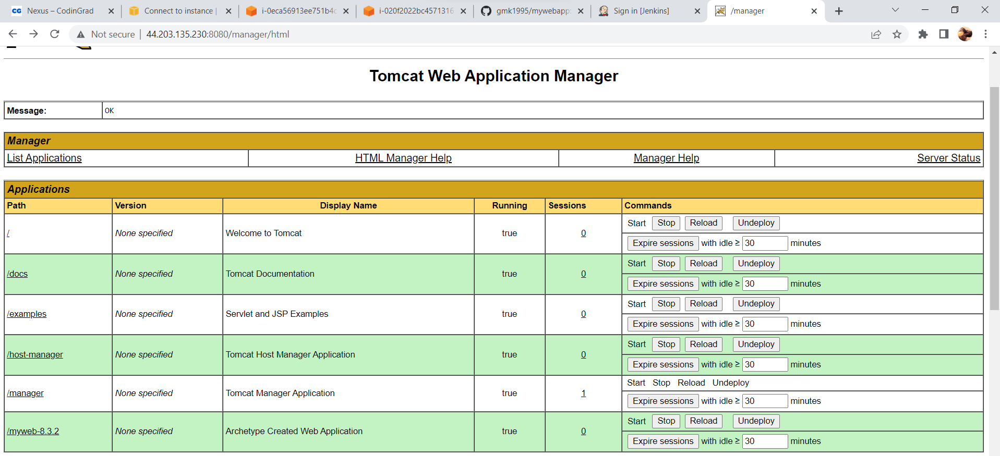 Nexus – CodinGrad
Connect to instance |
i-0eca56913ee751b4c
i-020f2022bc4571316
gmk1995/mywebapp:
Sign in [Jenkins]
/manager
Not secure | 44.203.135.230:8080/manager/html
Tomcat Web Application Manager
Message: OK
Manager
List Applications HTML Manager Help Manager Help Server Status
Applications
Path Version Display Name Running Sessions Commands
/ None specified Welcome to Tomcat true 0 Start Stop Reload Undeploy
Expire sessions with idle ≥ 30 minutes
/docs None specified Tomcat Documentation true 0 Start Stop Reload Undeploy
Expire sessions with idle ≥ 30 minutes
/examples None specified Servlet and JSP Examples true 0 Start Stop Reload Undeploy
Expire sessions with idle ≥ 30 minutes
/host-manager None specified Tomcat Host Manager Application true 0 Start Stop Reload Undeploy
Expire sessions with idle ≥ 30 minutes
/manager None specified Tomcat Manager Application true 1 Start Stop Reload Undeploy
Expire sessions with idle ≥ 30 minutes
/myweb-8.3.2 None specified Archetype Created Web Application true 0 Start Stop Reload Undeploy
Expire sessions with idle ≥ 30 minutes